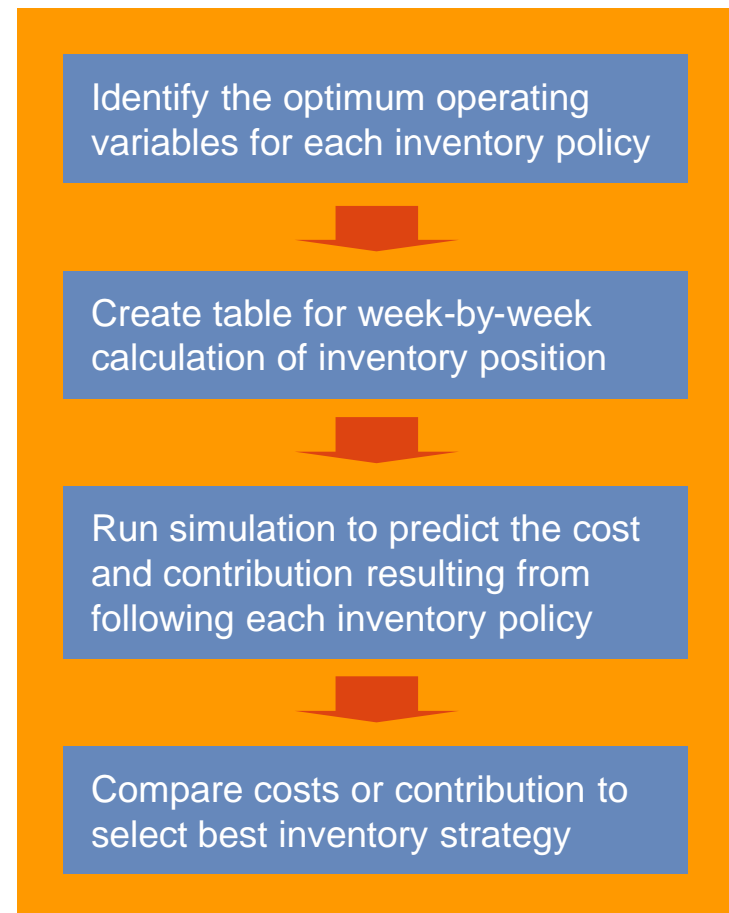 Identify the optimum operating
variables for each inventory policy
Create table for week-by-week
calculation of inventory position
Run simulation to predict the cost
and contribution resulting from
following each inventory policy
Compare costs or contribution to
select best inventory strategy